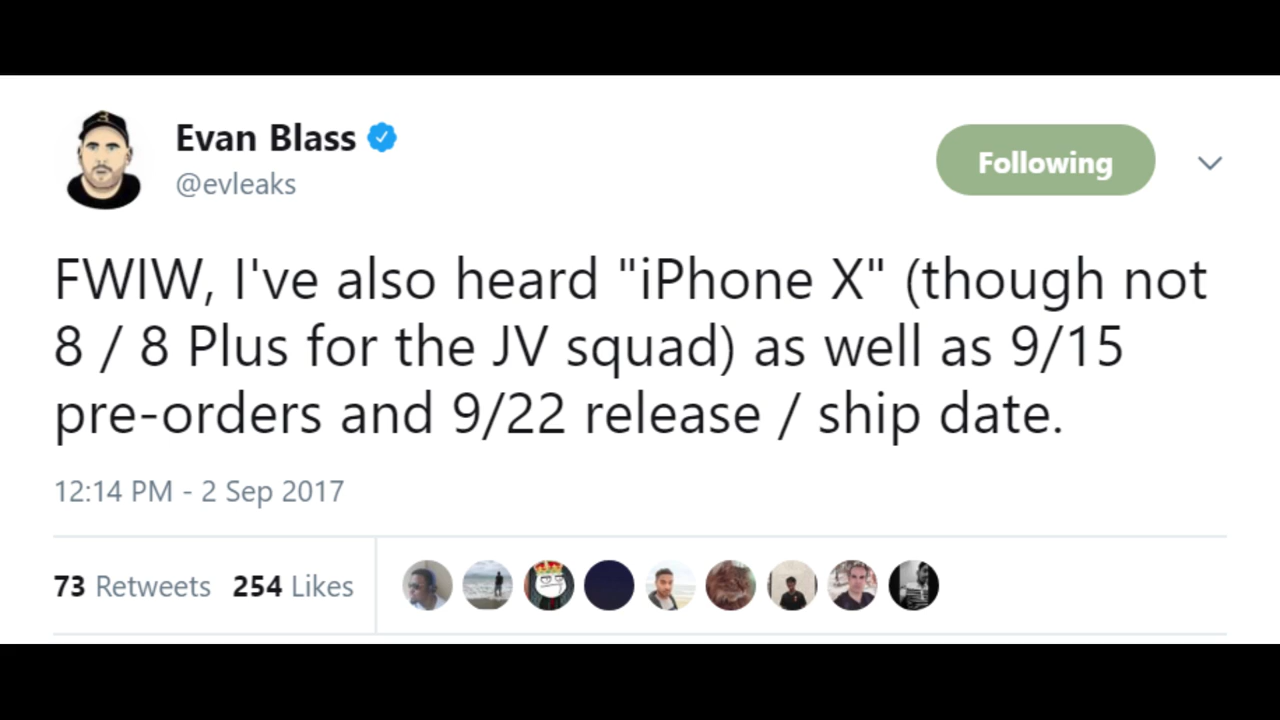 Evan Blass
@evleaks
Following
FWIW, I've also heard "iPhone X" (though not
8 / 8 Plus for the JV squad) as well as 9/15
pre-orders and 9/22 release / ship date.
12:14 PM - 2 Sep 2017
73 Retweets 254 Likes